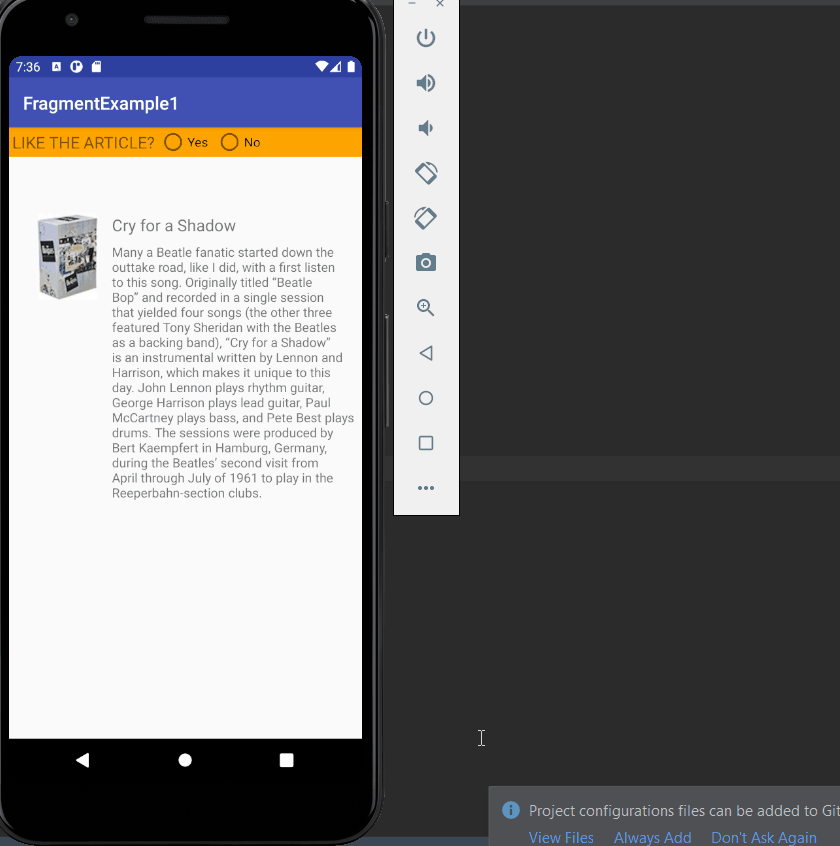 7:36
FragmentExample1
LIKE THE ARTICLE? Yes No
Cry for a Shadow
Many a Beatle fanatic started down the
outtake road, like I did, with a first listen
to this song. Originally titled “Beatle
Bop” and recorded in a single session
that yielded four songs (the other three
featured Tony Sheridan with the Beatles
as a backing band), “Cry for a Shadow”
is an instrumental written by Lennon and
Harrison, which makes it unique to this
day. John Lennon plays rhythm guitar,
George Harrison plays lead guitar, Paul
McCartney plays bass, and Pete Best plays
drums. The sessions were produced by
Bert Kaempfert in Hamburg, Germany,
during the Beatles’ second visit from
April through July of 1961 to play in the
Reeperbahn-section clubs.
Project configurations files can be added to Git
View Files Always Add Don't Ask Again